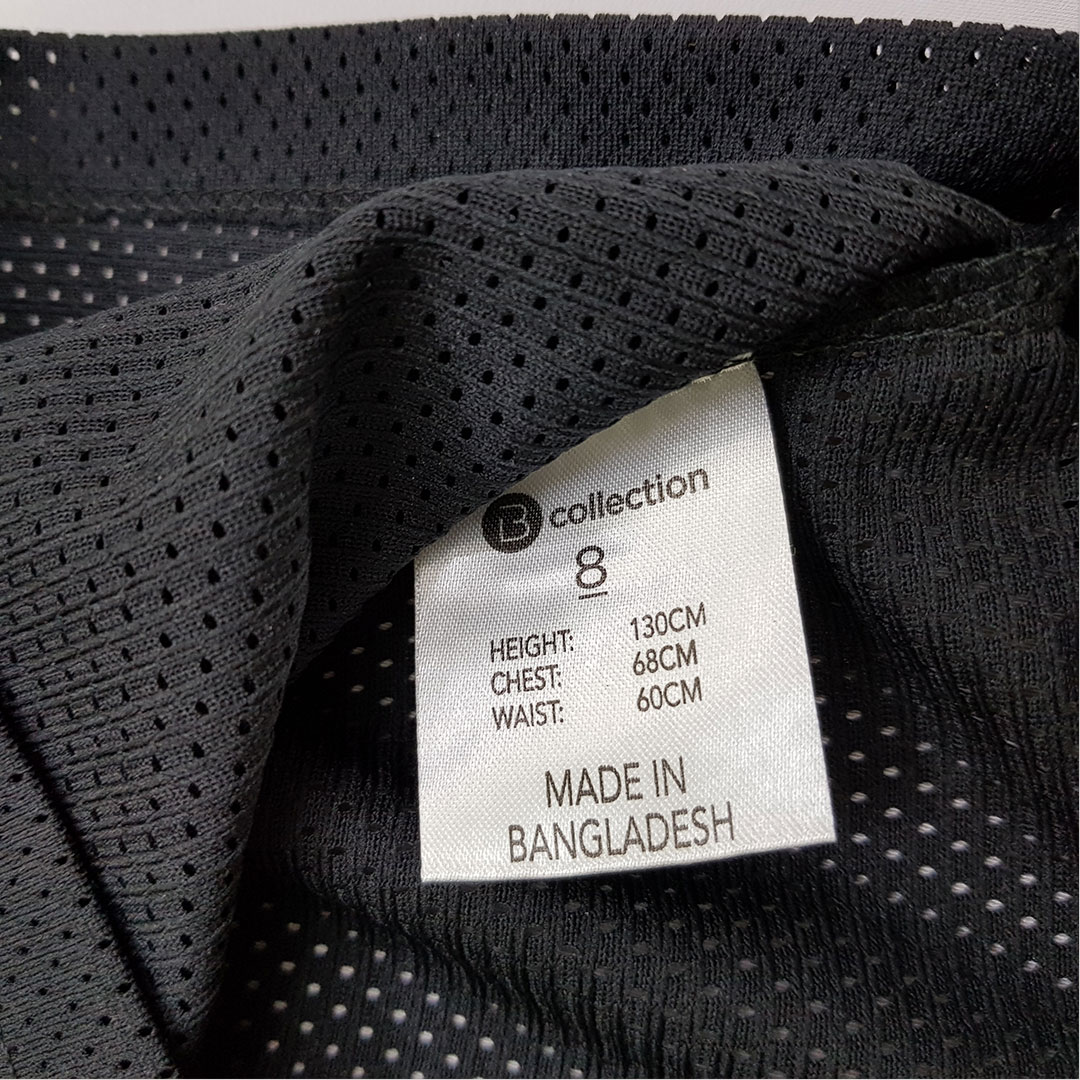 B collection
8
HEIGHT: 130CM
CHEST: 68CM
WAIST: 60CM
MADE IN
BANGLADESH